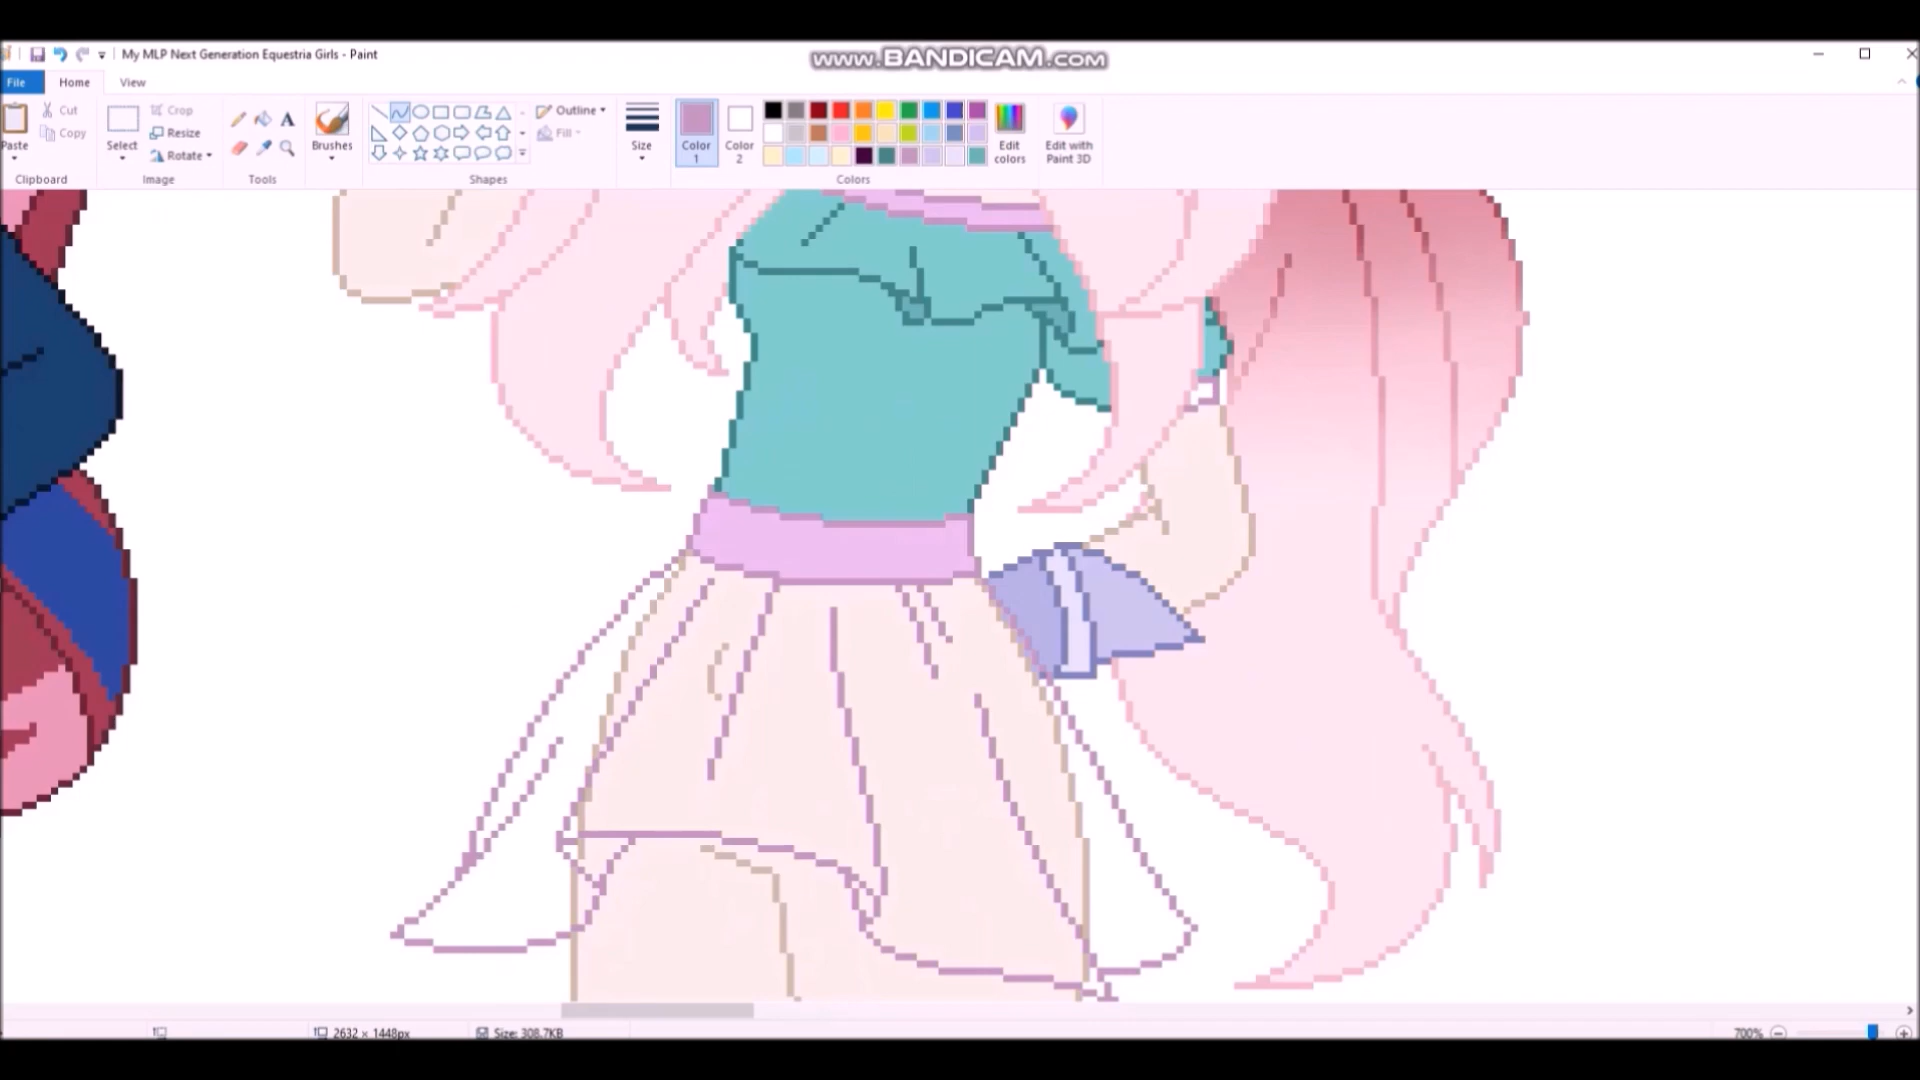 My MLP Next Generation Equestria Girls - Paint
www.BANDICAM.com
File Home View
Paste
Cut
Copy
Clipboard
Select
Crop
Resize
Rotate
Image
A
Tools
Brushes
Outline
Fill
Shapes
Size
Color 1
Color 2
Edit colors
Colors
Edit with Paint 3D
2632 × 1448px
Size: 308.7KB
700%